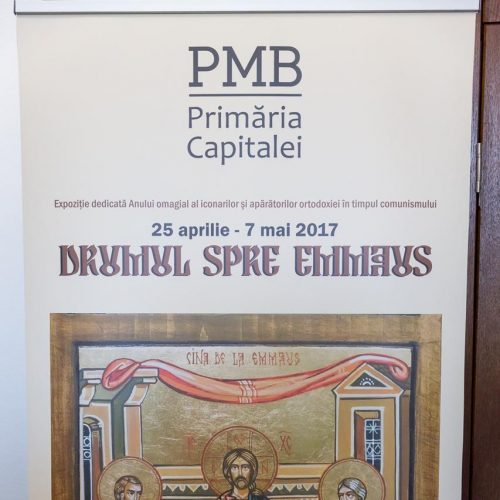 PMB
Primăria
Capitalei
Expoziție dedicată Anului omagial al iconarilor și apărătorilor ortodoxiei în timpul comunismului
25 aprilie - 7 mai 2017
DRUMUL SPRE EMMAUS
CINA DE LA EMMAUS
IC XC